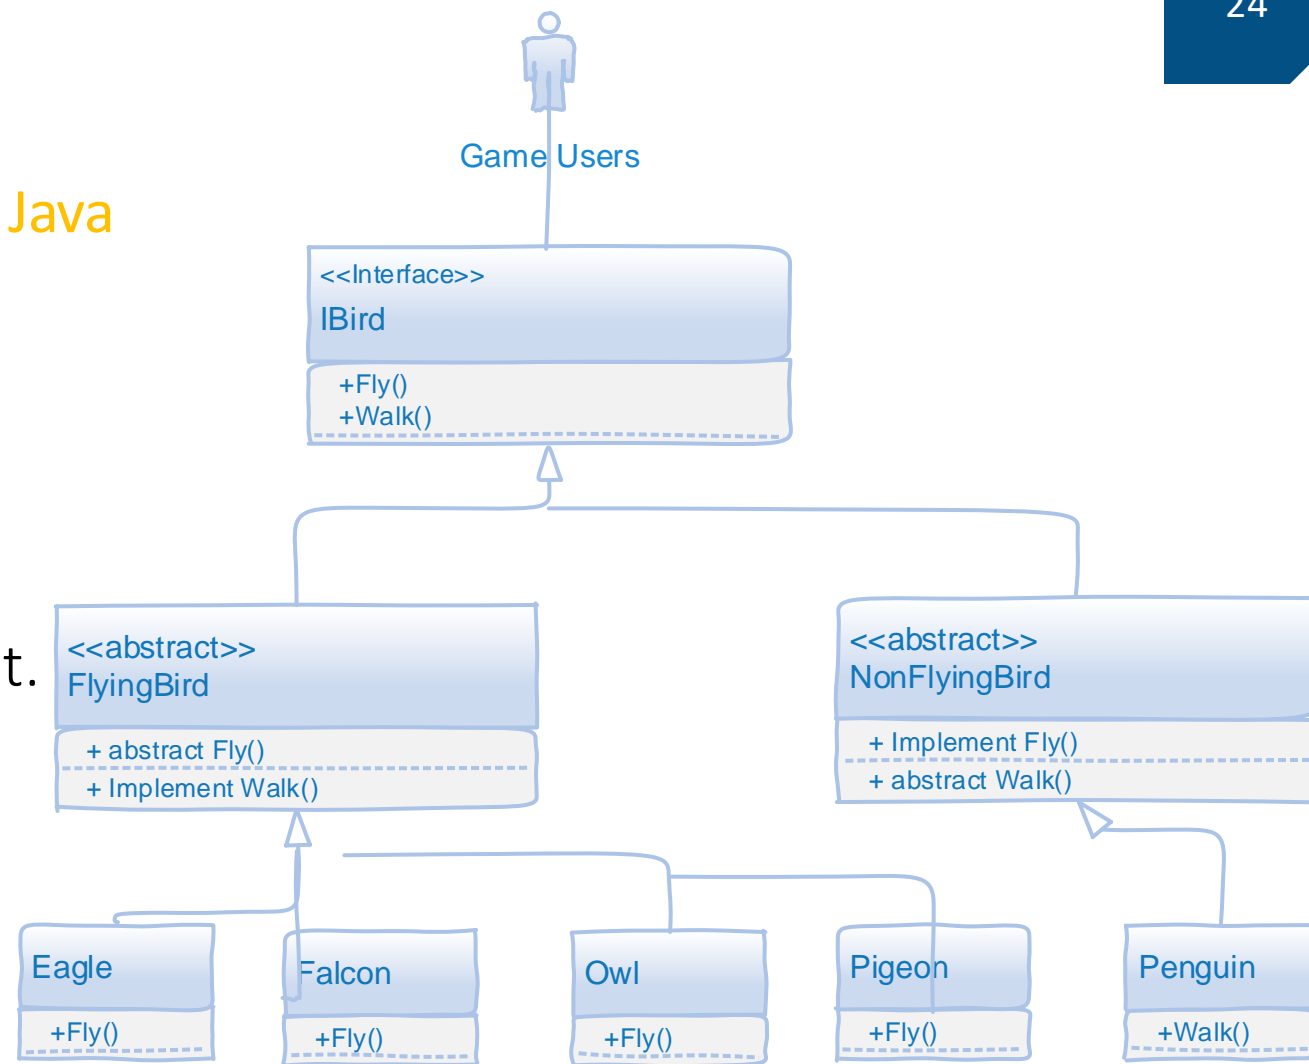 24
Game Users
Java
<<Interface>>
IBird
+Fly()
+Walk()
t.
<<abstract>>
FlyingBird
+ abstract Fly()
+ Implement Walk()
<<abstract>>
NonFlyingBird
+ Implement Fly()
+ abstract Walk()
Eagle
+Fly()
Falcon
+Fly()
Owl
+Fly()
Pigeon
+Fly()
Penguin
+Walk()